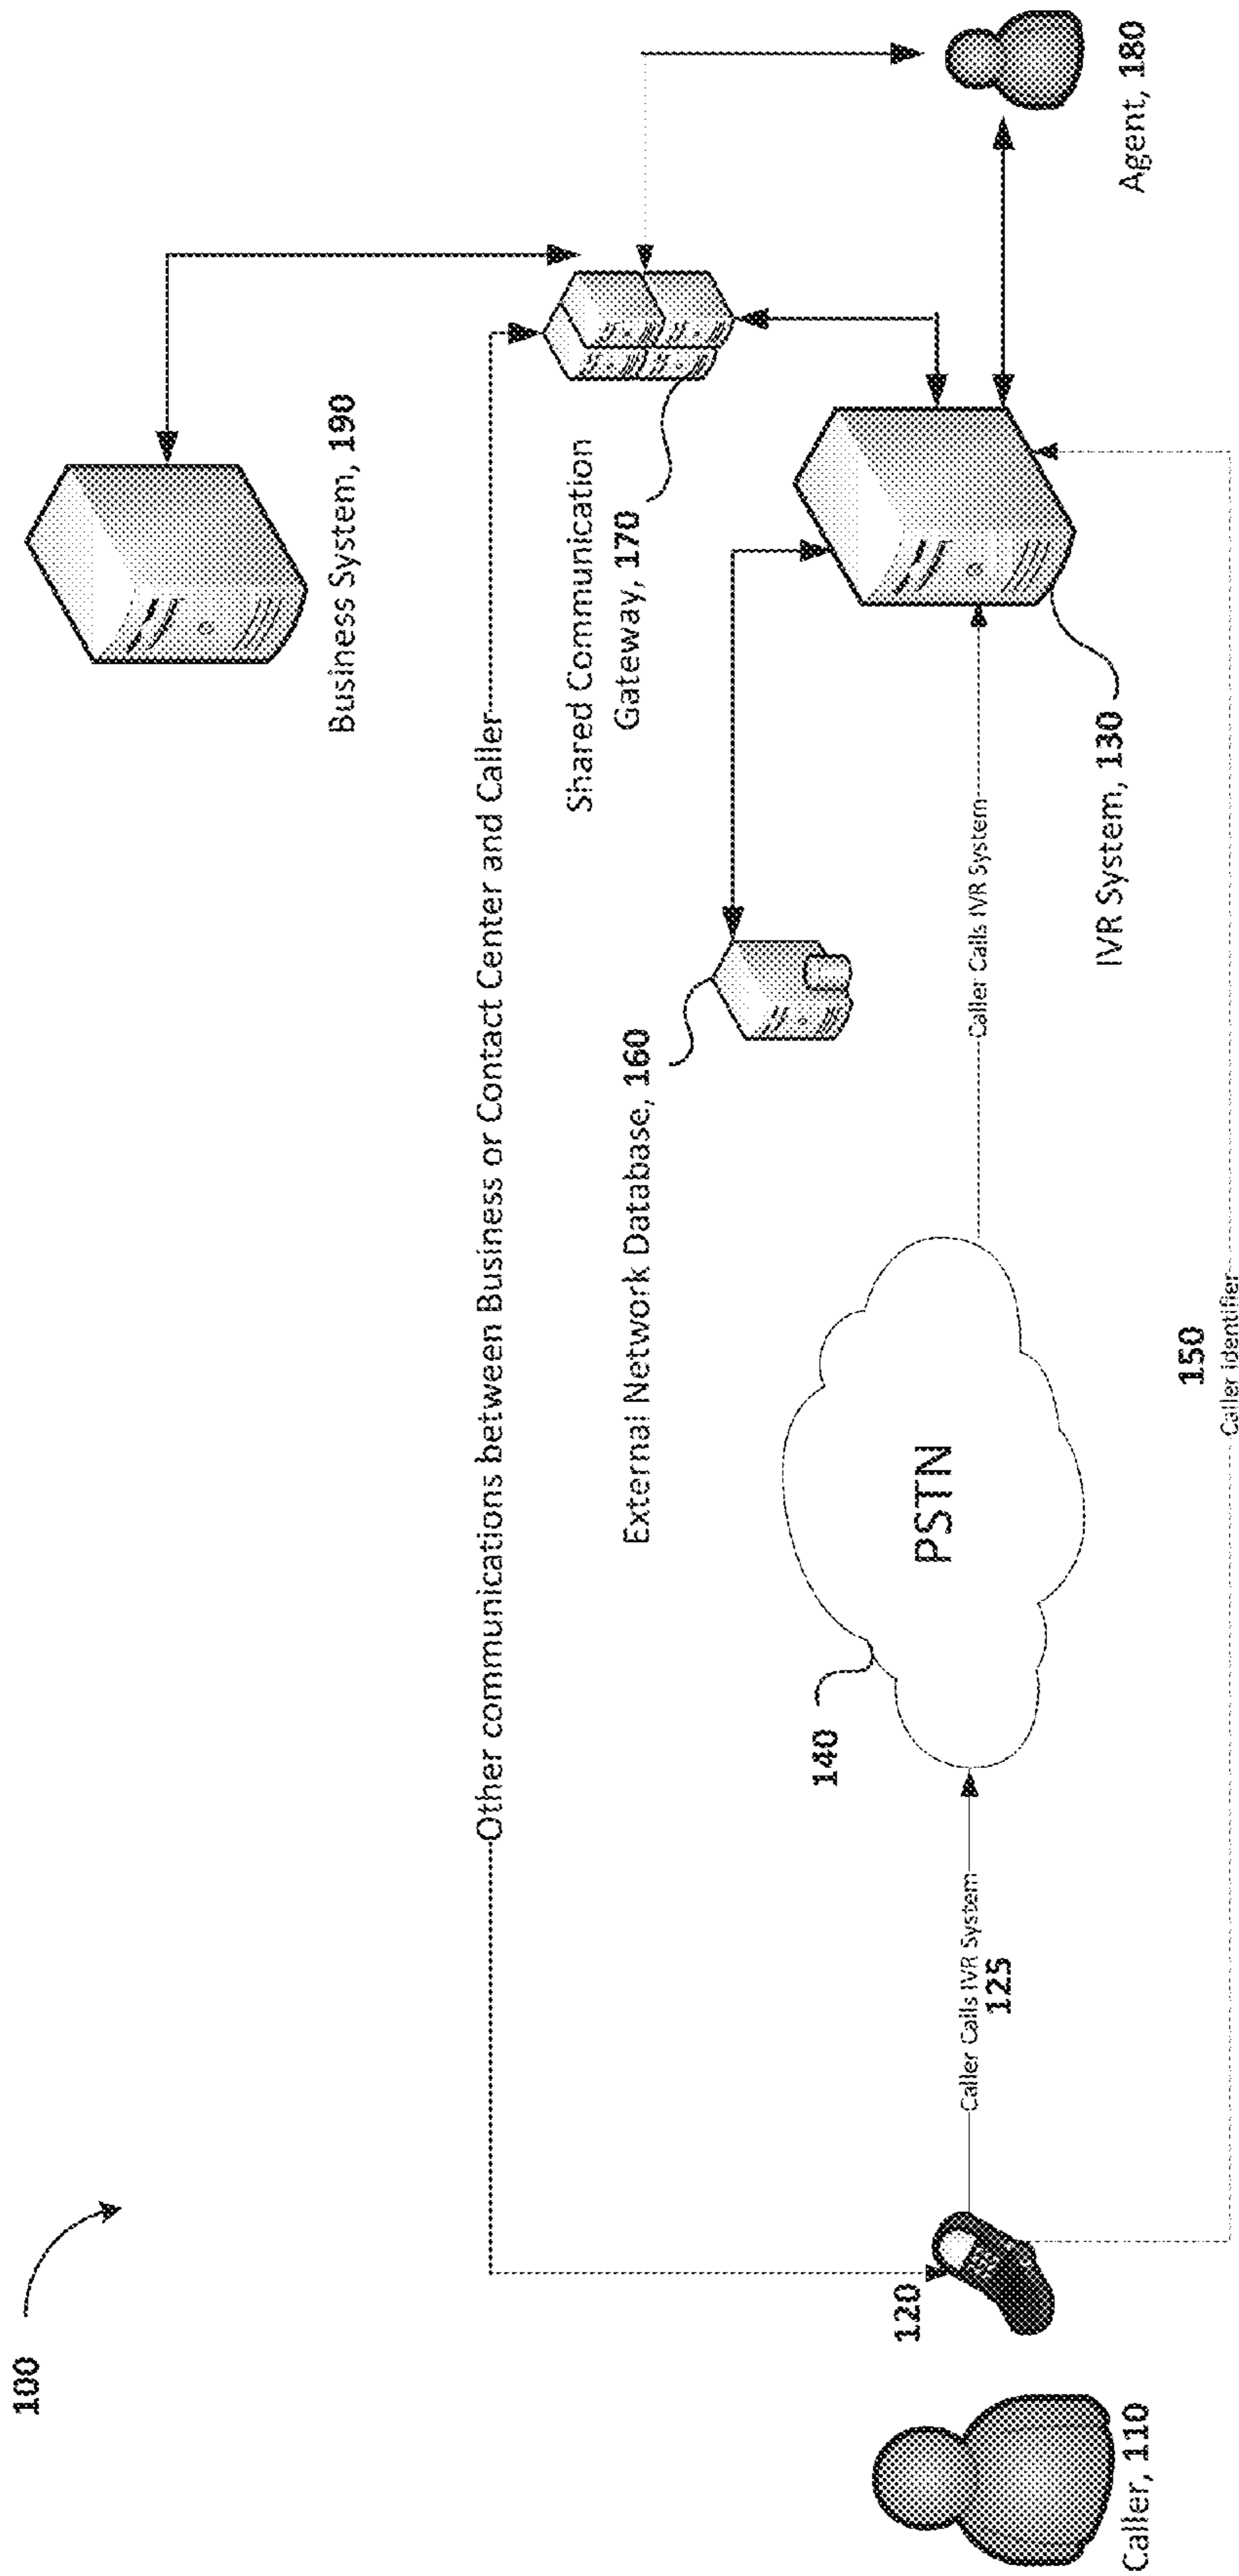 100
Business System, 190
Other communications between Business or Contact Center and Caller
Shared Communication
Gateway, 170
External Network Database, 160
140
PSTN
120
Caller Calls IVR System
125
Caller Calls IVR System
IVR System, 130
Agent, 180
Caller, 110
150
Caller identifier